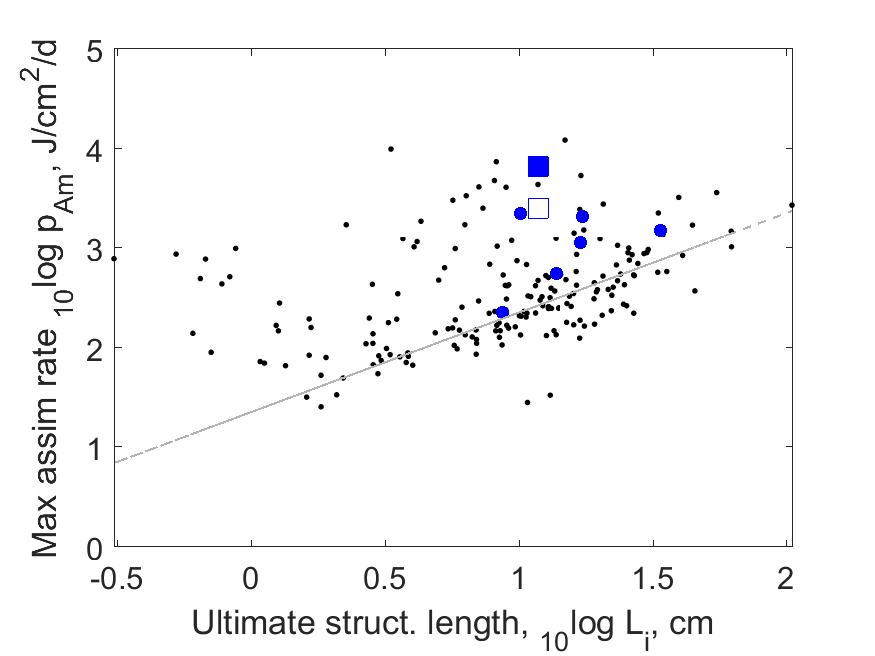 5
4
3
2
1
0
-0.5 0 0.5 1 1.5 2
Max assim rate 10log pAm, J/cm2/d
Ultimate struct. length, 10log Li, cm